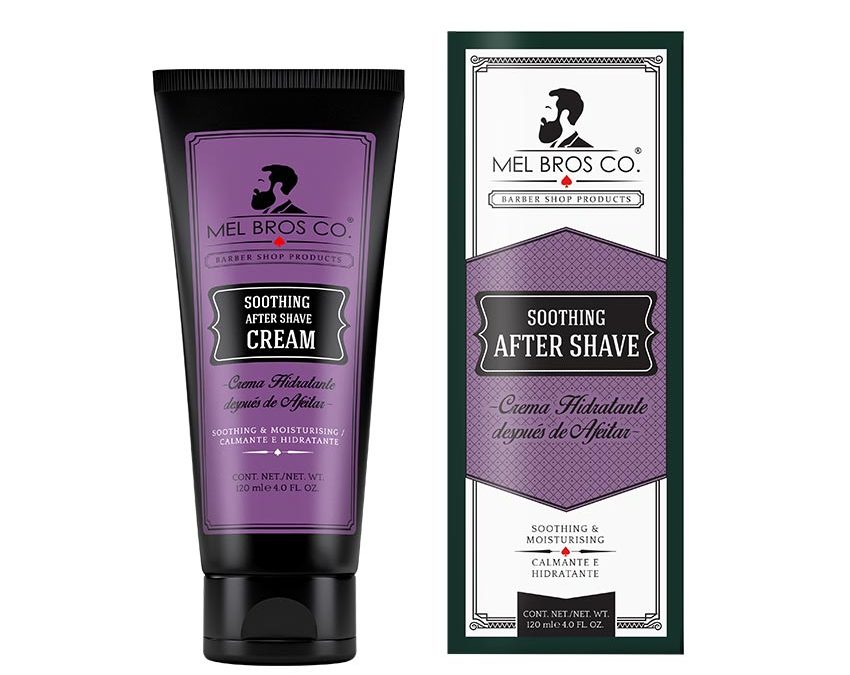 MEL BROS CO.®
BARBER SHOP PRODUCTS
SOOTHING
AFTER SHAVE
CREAM
-Crema Hidratante
después de Afeitar-
SOOTHING & MOISTURISING /
CALMANTE E HIDRATANTE
CONT. NET./NET. WT.
120 ml e 4.0 FL. OZ.
MEL BROS CO.®
BARBER SHOP PRODUCTS
SOOTHING
AFTER SHAVE
-Crema Hidratante
después de Afeitar-
SOOTHING &
MOISTURISING
CALMANTE E
HIDRATANTE
CONT. NET./NET. WT.
120 ml e 4.0 FL. OZ.